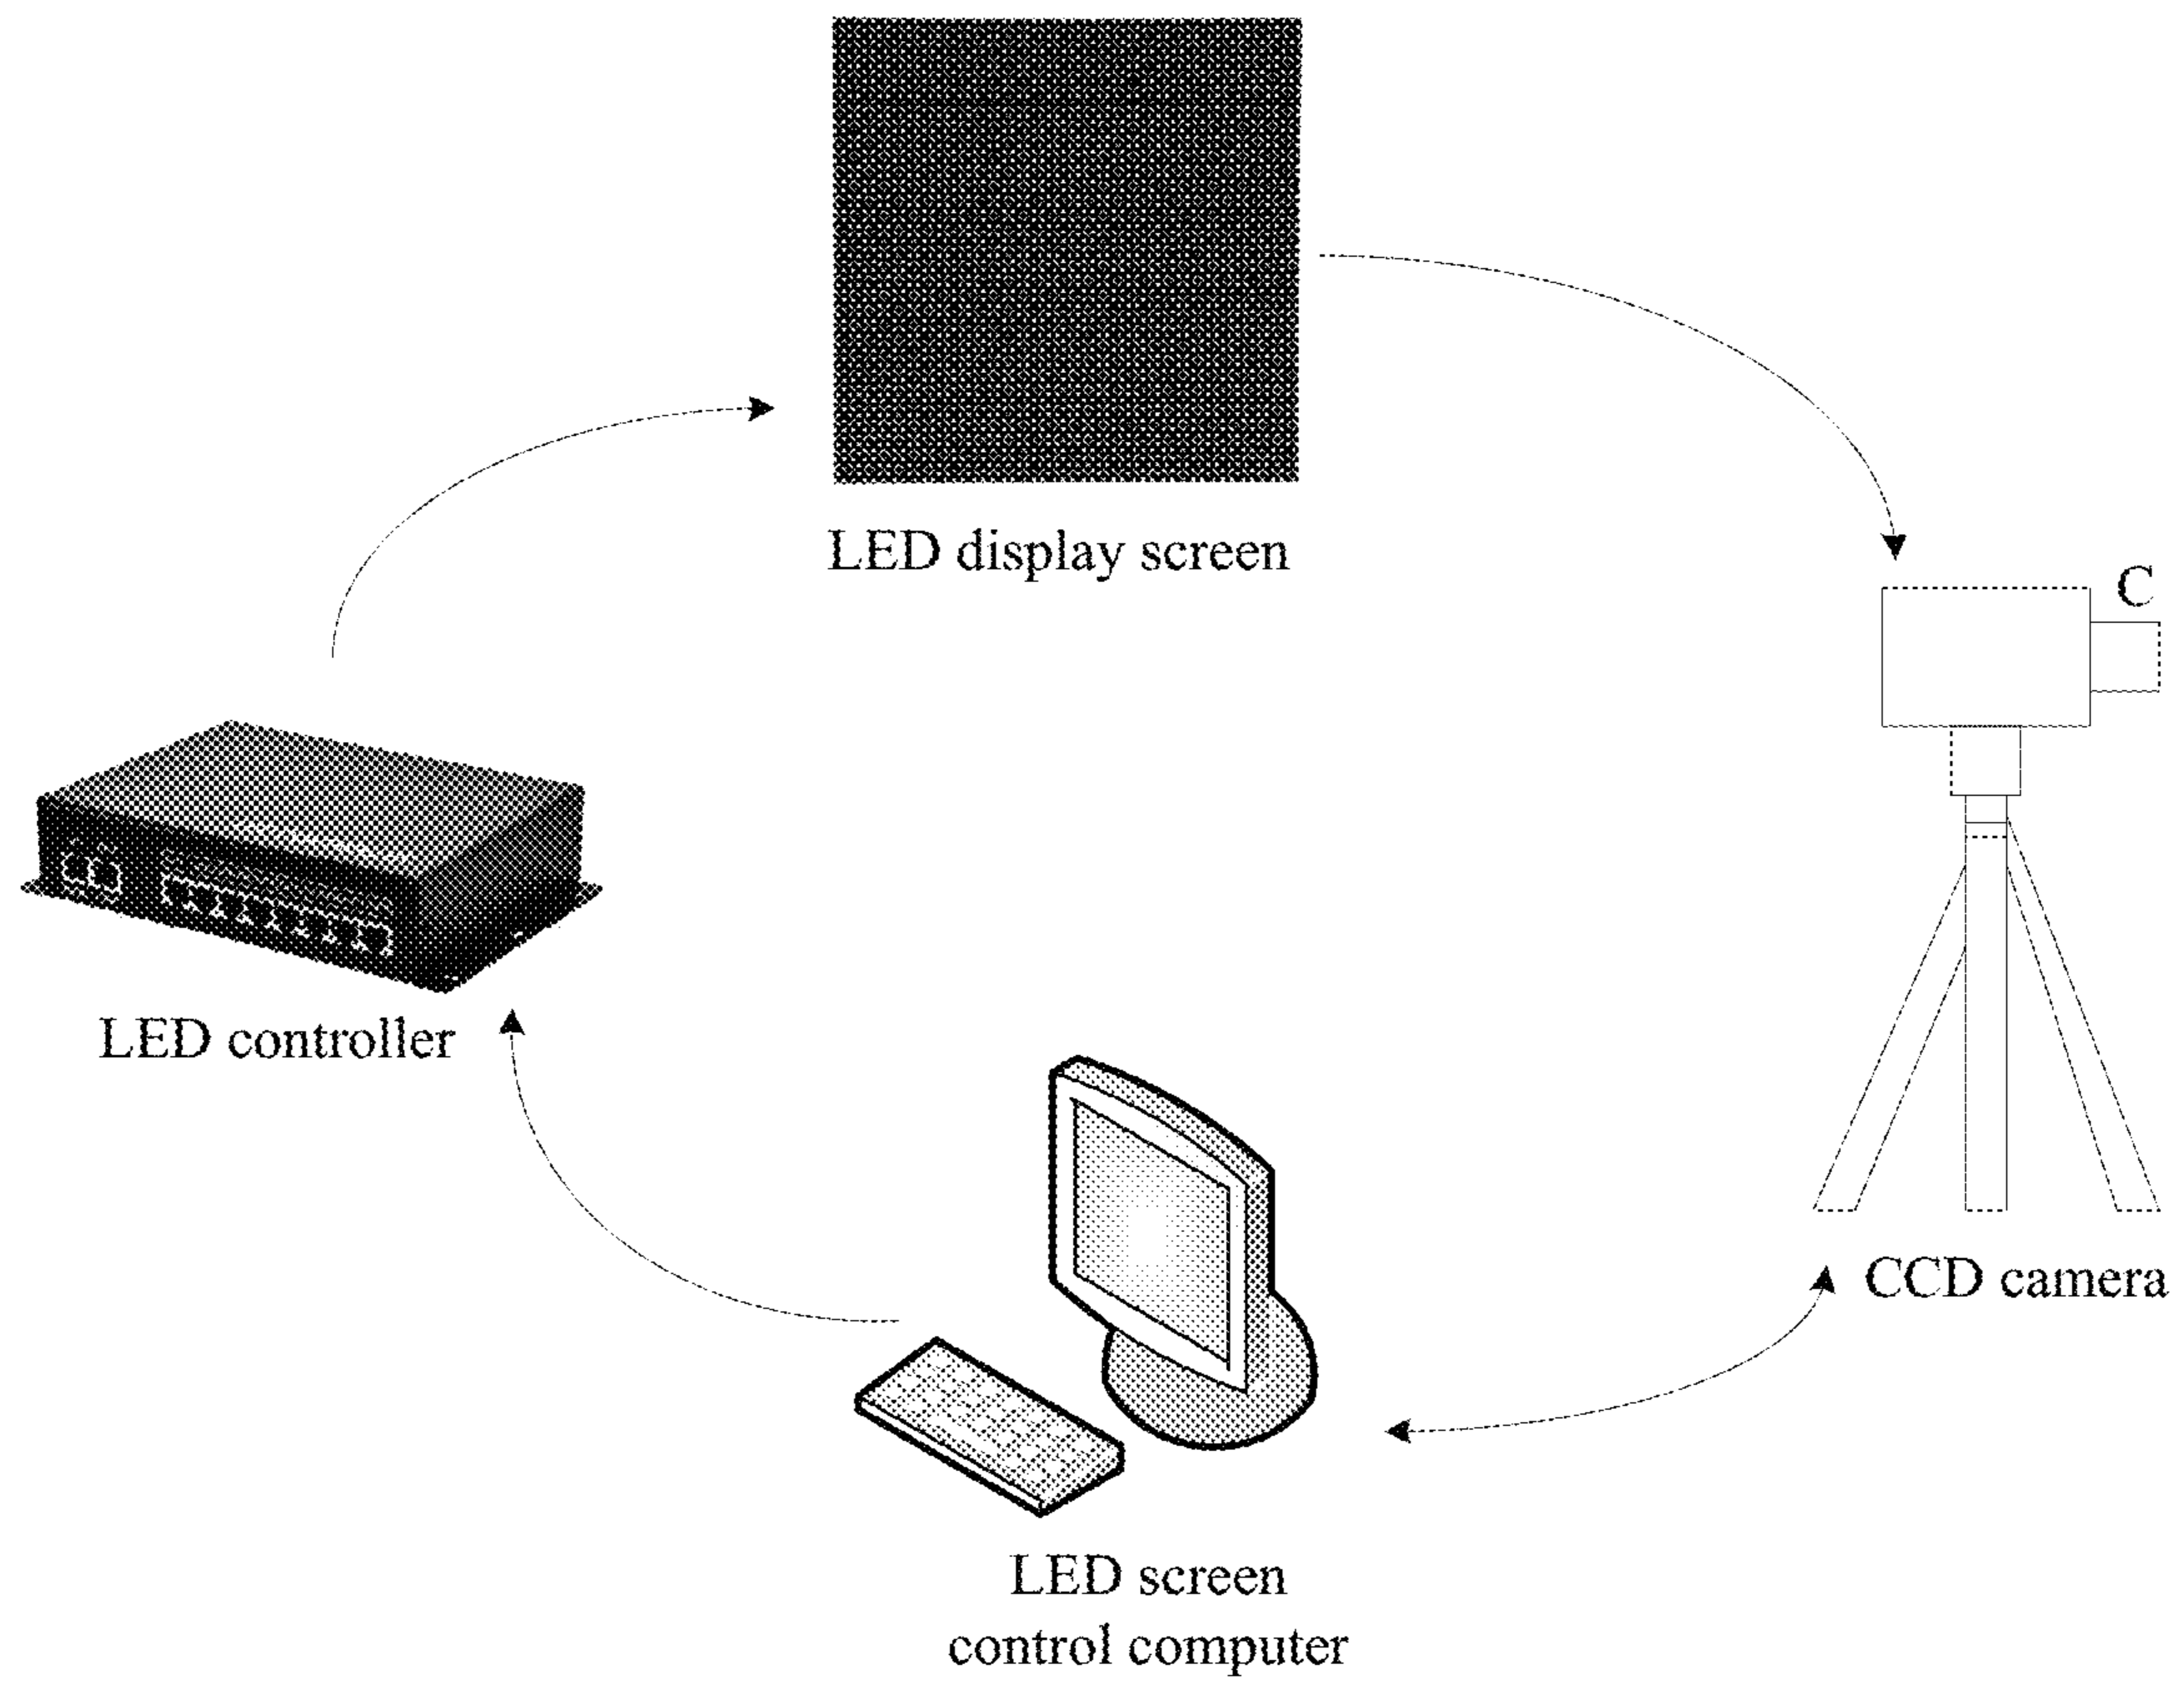 LED display screen
C
LED controller
CCD camera
LED screen
control computer